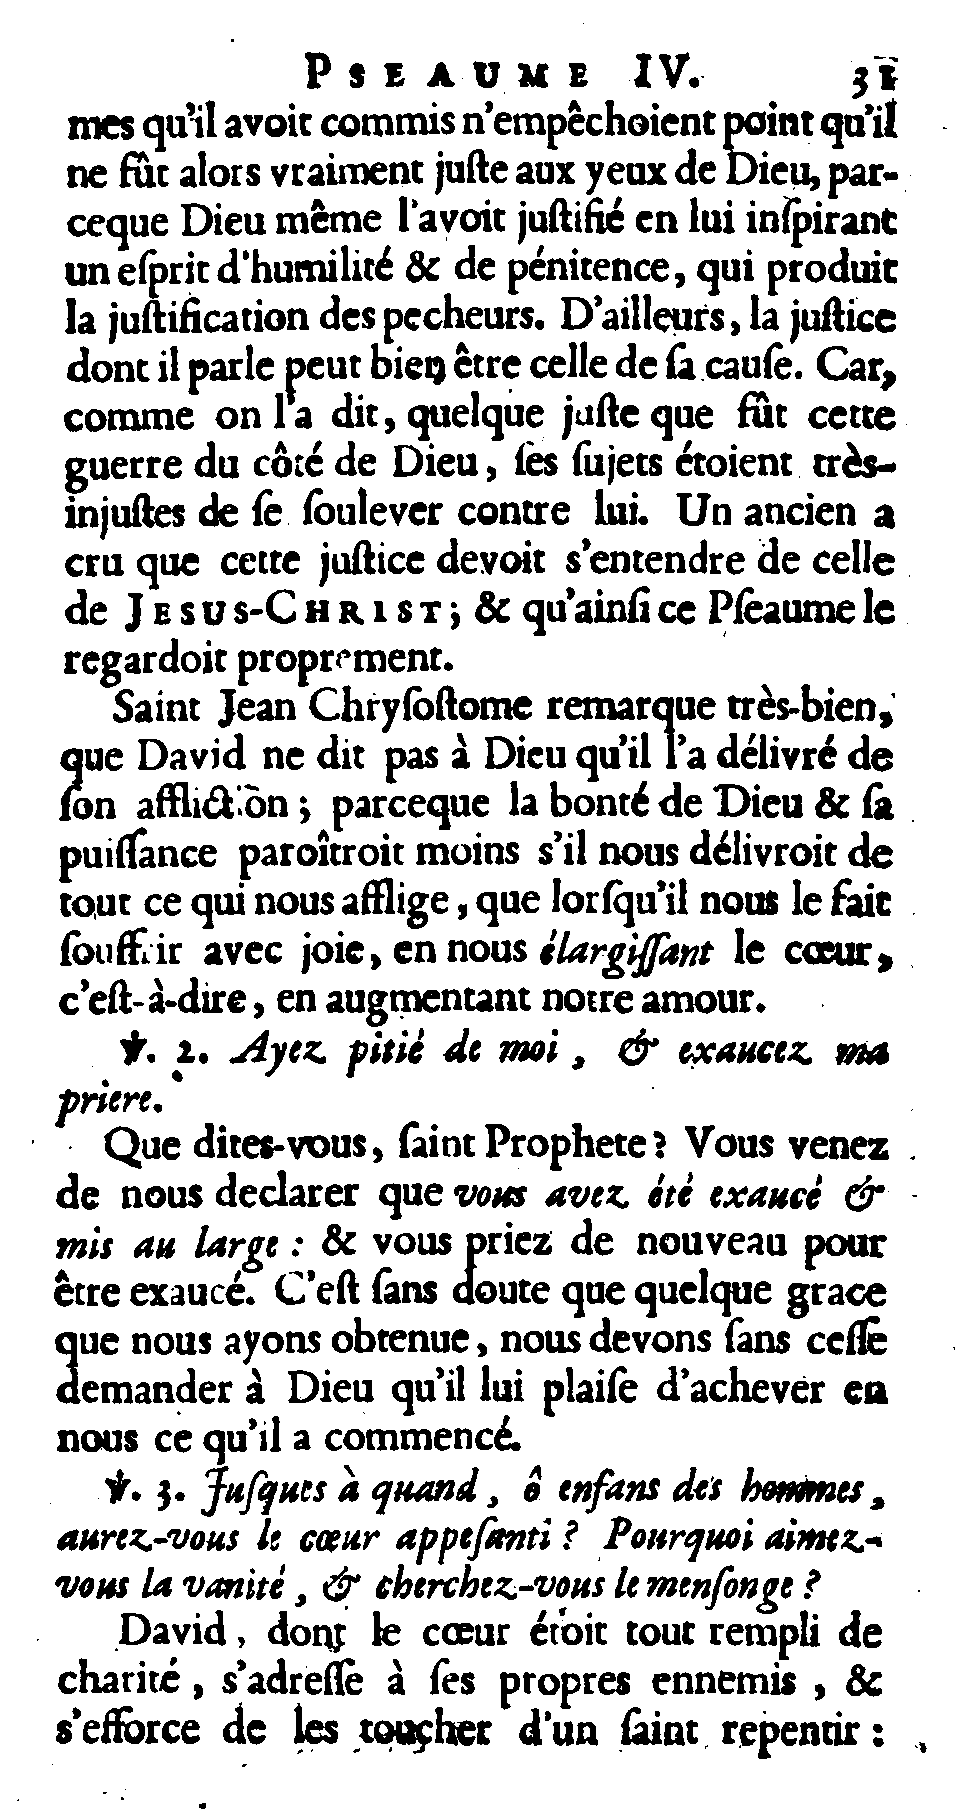 PSEAUME IV. 31
mes qu'il avoit commis n'empêchoient point qu'il
ne fût alors vraiment juſte aux yeux de Dieu, par-
ceque Dieu même l'avoit juſtifié en lui inſpirant
un eſprit d'humilité & de pénitence, qui produit
la juſtification des pecheurs. D'ailleurs, la juſtice
dont il parle peut bien être celle de ſa cauſe. Car,
comme on l'a dit, quelque juſte que fût cette
guerre du côté de Dieu, ſes ſujets étoient très-
injuſtes de ſe ſoulever contre lui. Un ancien a
cru que cette juſtice devoit s'entendre de celle
de JESUS-CHRIST; & qu'ainſi ce Pſeaume le
regardoit proprement.
Saint Jean Chryſoſtome remarque très-bien,
que David ne dit pas à Dieu qu'il l'a délivré de
ſon affliction; parceque la bonté de Dieu & ſa
puiſſance paroîtroit moins s'il nous délivroit de
tout ce qui nous afflige, que lorſqu'il nous le fait
ſouffrir avec joie, en nous élargiſſant le cœur,
c'eſt-à-dire, en augmentant notre amour.
℣. 2. Ayez pitié de moi, & exaucez ma
priere.
Que dites-vous, ſaint Prophete? Vous venez
de nous declarer que vous avez été exaucé &
mis au large: & vous priez de nouveau pour
être exaucé. C'eſt ſans doute que quelque grace
que nous ayons obtenue, nous devons ſans ceſſe
demander à Dieu qu'il lui plaiſe d'achever en
nous ce qu'il a commencé.
℣. 3. Juſques à quand, ô enfans des hommes,
aurez-vous le cœur appeſanti? Pourquoi aimez-
vous la vanité, & cherchez-vous le menſonge?
David, dont le cœur étoit tout rempli de
charité, s'adreſſe à ſes propres ennemis, &
s'efforce de les toucher d'un ſaint repentir: